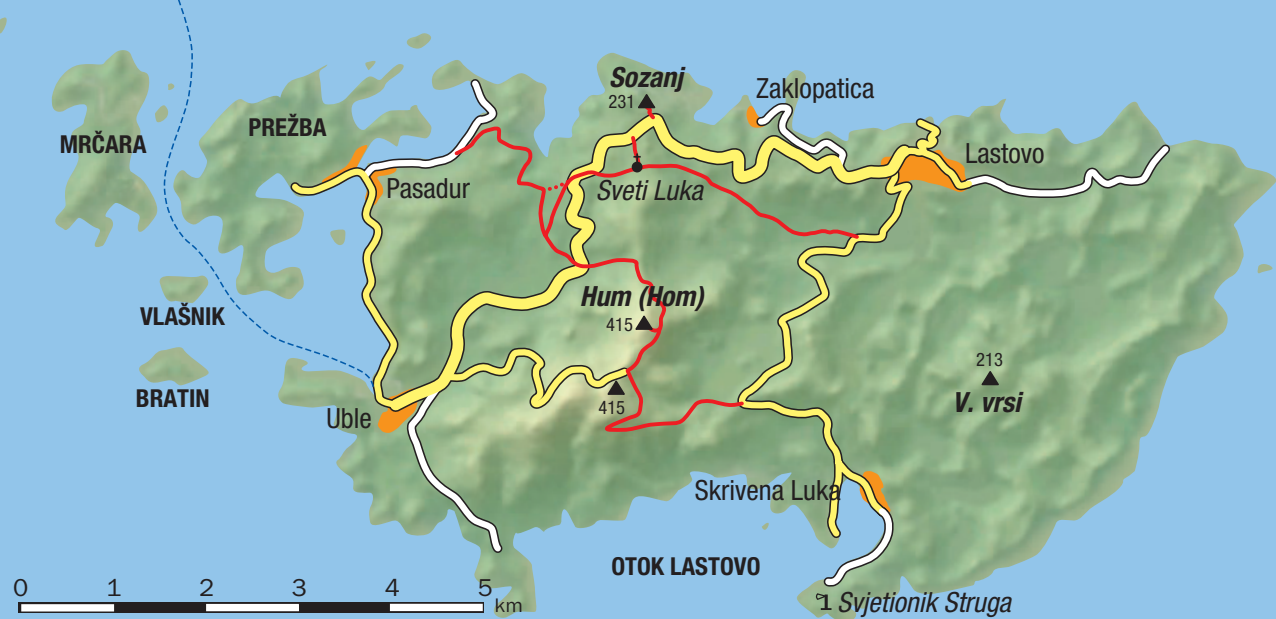 Sozanj
231
Zaklopatica
PREŽBA
MRČARA
Lastovo
Pasadur
Sveti Luka
Hum (Hom)
415
VLAŠNIK
213
V. vrsi
BRATIN
415
Uble
Skrivena Luka
OTOK LASTOVO
0 1 2 3 4 5
km
Svjetionik Struga